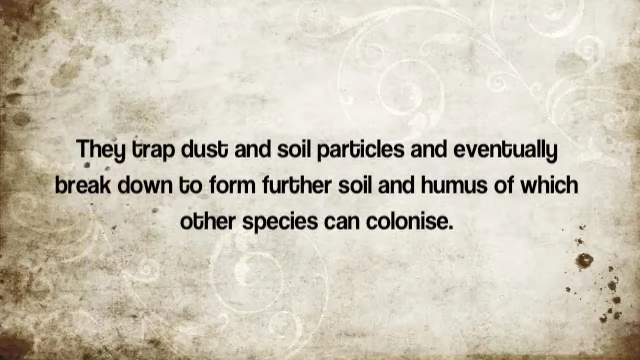 They trap dust and soil particles and eventually
break down to form further soil and humus of which
other species can colonise.